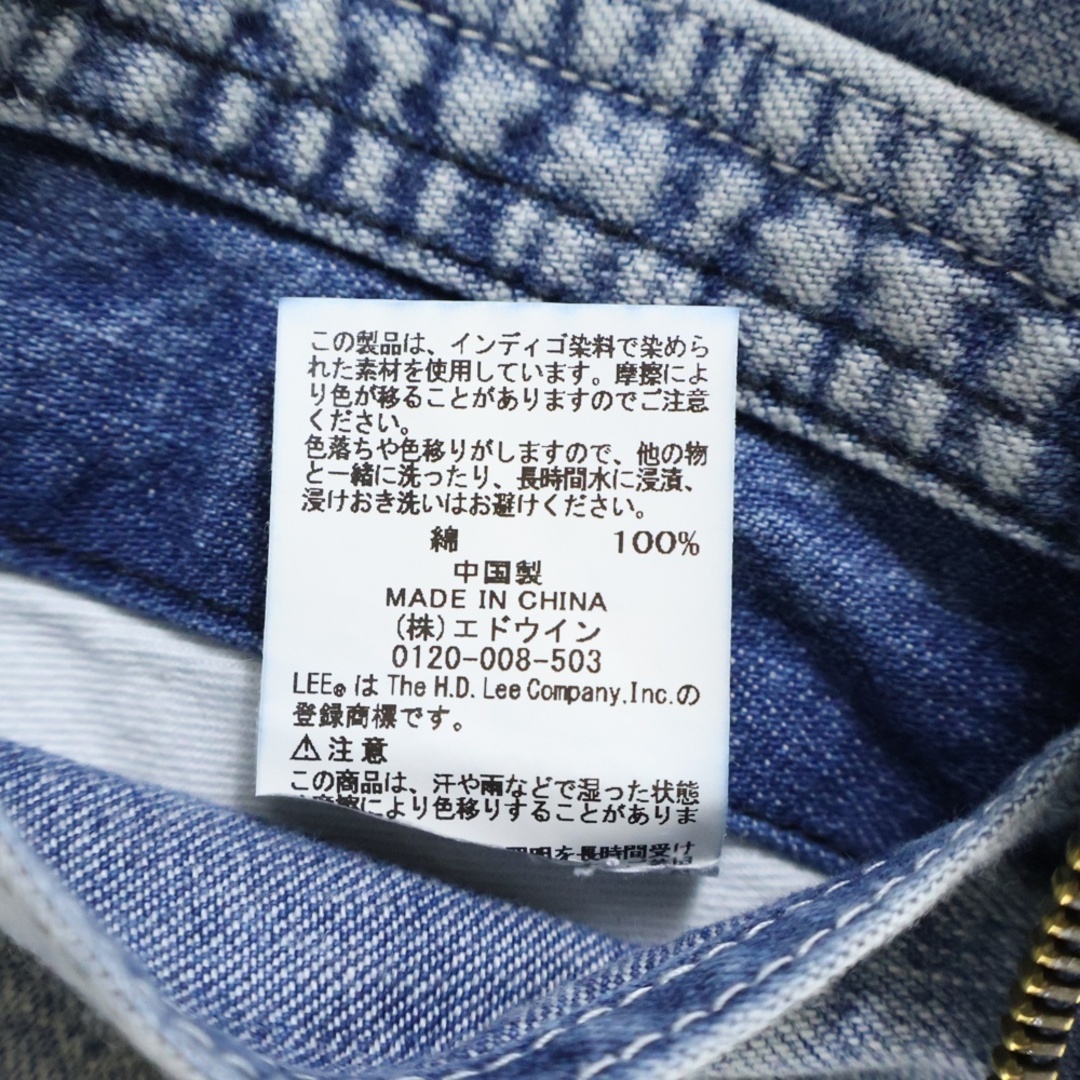 この製品は、インディゴ染料で染めら
れた素材を使用しています。摩擦によ
り色が移ることがありますのでご注意
ください。
色落ちや色移りがしますので、他の物
と一緒に洗ったり、長時間水に浸漬、
浸けおき洗いはお避けください。
綿 100%
中国製
MADE IN CHINA
(株)エドウイン
0120-008-503
LEE® は The H.D. Lee Company, Inc. の
登録商標です。
⚠注意
この商品は、汗や雨などで湿った状態
摩擦により色移りすることがありま
を長時間受け